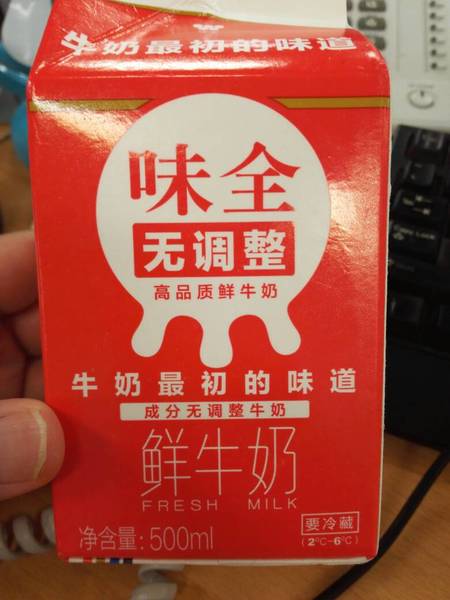 牛奶最初的味道
味全
无调整
高品质鲜牛奶
牛奶最初的味道
成分无调整牛奶
鲜牛奶
FRESH MILK
要冷藏
(2°C-6°C)
净含量:500ml